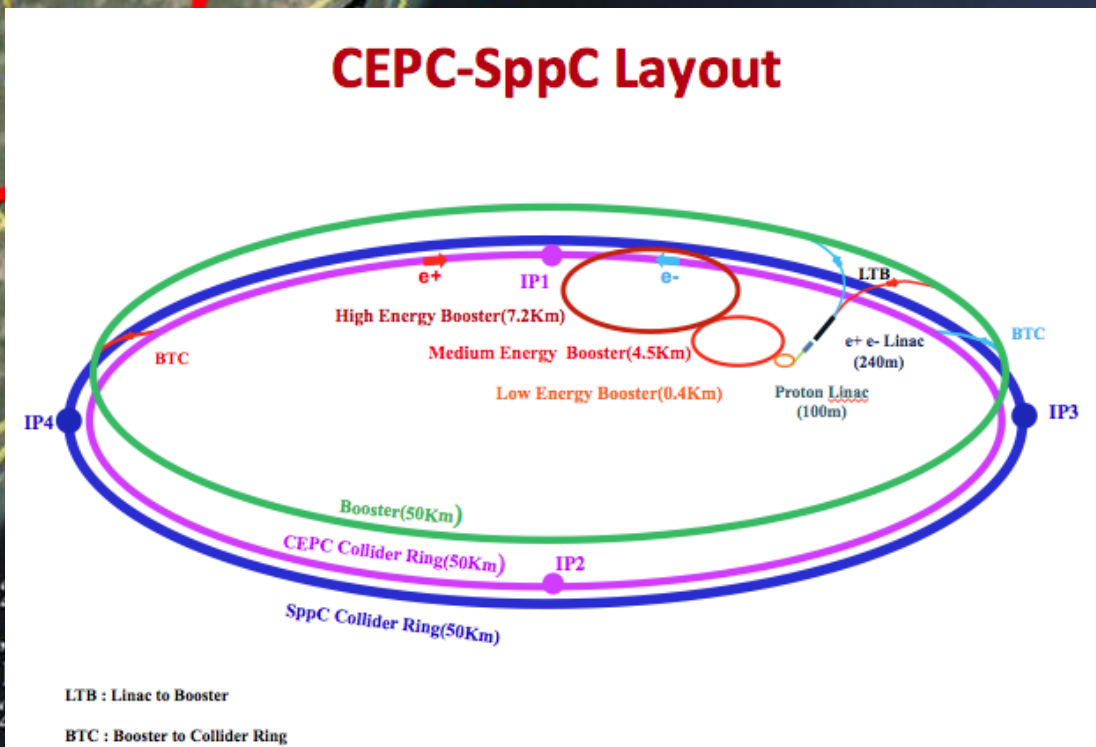 CEPC-SppC Layout
IP1
e+
e-
LTB
High Energy Booster(7.2Km)
BTC
BTC
Medium Energy Booster(4.5Km)
e+ e- Linac
(240m)
Low Energy Booster(0.4Km)
Proton Linac
(100m)
IP4
IP3
Booster(50Km)
CEPC Collider Ring(50Km)
IP2
SppC Collider Ring(50Km)
LTB : Linac to Booster
BTC : Booster to Collider Ring